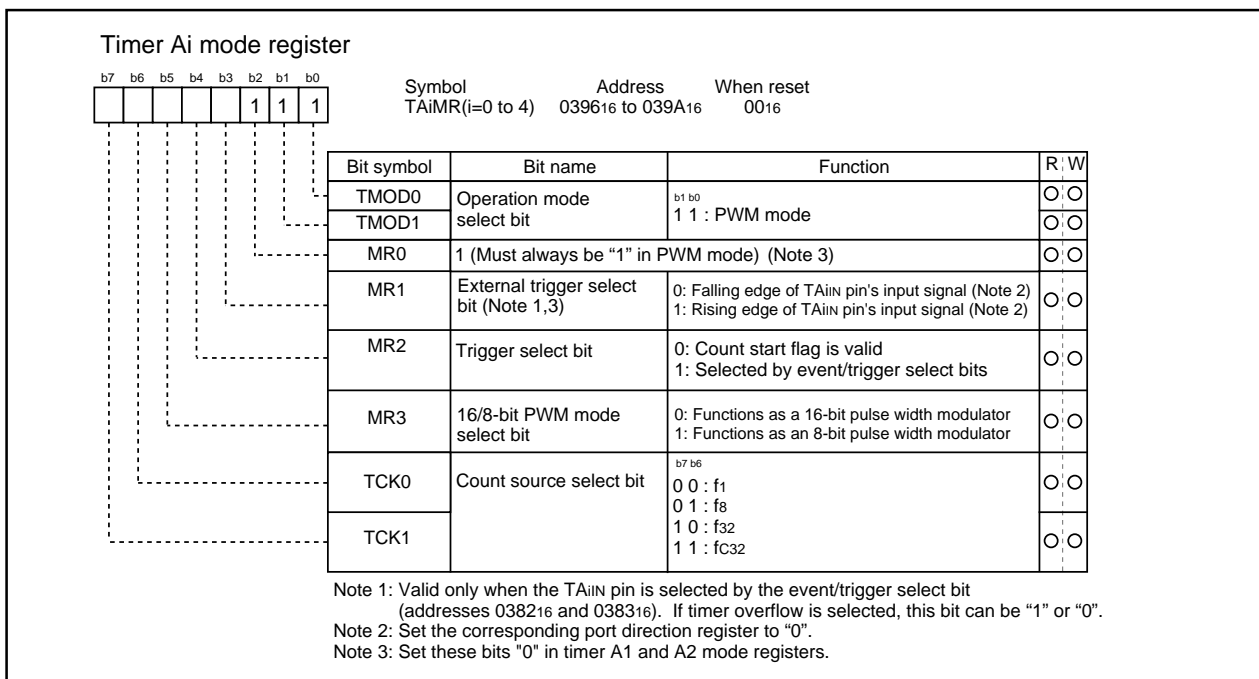 Timer Ai mode register
b7 b6 b5 b4 b3 b2 b1 b0
1 1 1
Symbol Address When reset
TAiMR(i=0 to 4) 039616 to 039A16 0016
Bit symbol Bit name Function R W
TMOD0 Operation mode select bit b1 b0
TMOD1 1 1 : PWM mode
MR0 1 (Must always be “1” in PWM mode) (Note 3)
MR1 External trigger select bit (Note 1,3) 0: Falling edge of TAiIN pin's input signal (Note 2)
1: Rising edge of TAiIN pin's input signal (Note 2)
MR2 Trigger select bit 0: Count start flag is valid
1: Selected by event/trigger select bits
MR3 16/8-bit PWM mode select bit 0: Functions as a 16-bit pulse width modulator
1: Functions as an 8-bit pulse width modulator
TCK0 Count source select bit b7 b6
0 0 : f1
0 1 : f8
TCK1 1 0 : f32
1 1 : fC32
Note 1: Valid only when the TAiIN pin is selected by the event/trigger select bit
(addresses 038216 and 038316). If timer overflow is selected, this bit can be “1” or “0”.
Note 2: Set the corresponding port direction register to “0”.
Note 3: Set these bits "0" in timer A1 and A2 mode registers.